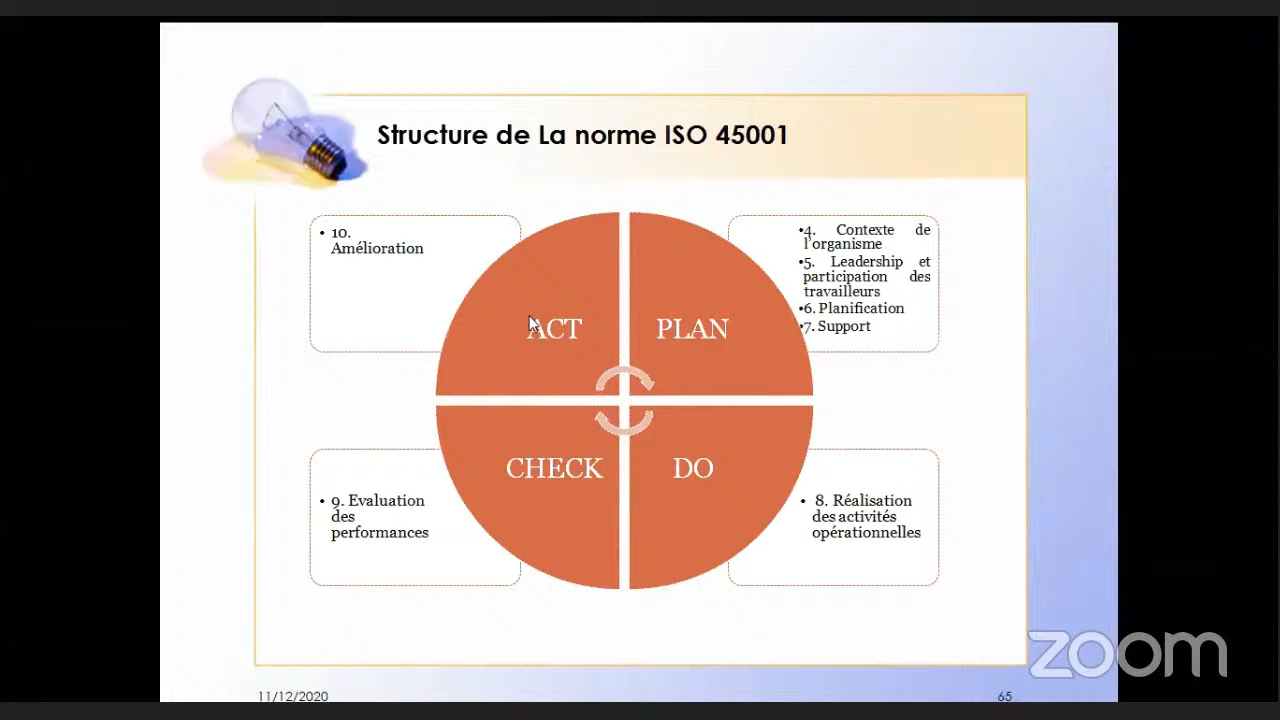 Structure de La norme ISO 45001
• 10.
Amélioration
ACT
PLAN
•4. Contexte de
l'organisme
•5. Leadership et
participation des
travailleurs
•6. Planification
•7. Support
CHECK
DO
• 9. Evaluation
des
performances
• 8. Réalisation
des activités
opérationnelles
zoom
11/12/2020
65